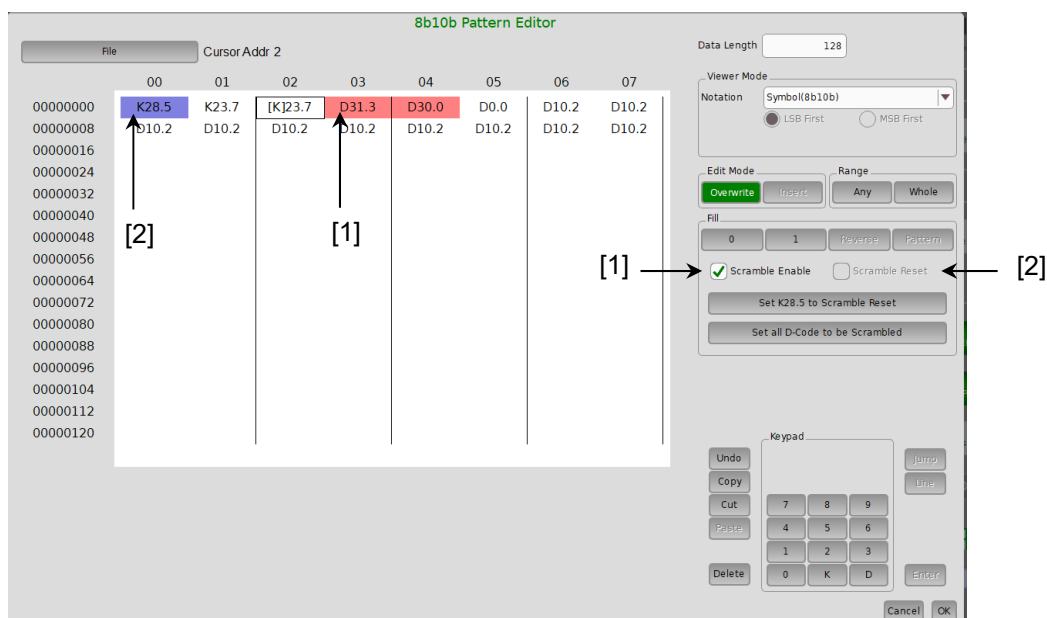 8b10b Pattern Editor
File
Cursor Addr 2
Data Length 128
00 01 02 03 04 05 06 07
00000000 K28.5 K23.7 [K]23.7 D31.3 D30.0 D0.0 D10.2 D10.2
00000008 D10.2 D10.2 D10.2 D10.2 D10.2 D10.2 D10.2 D10.2
00000016
00000024
00000032
00000040
00000048
00000056
00000064
00000072
00000080
00000088
00000096
00000104
00000112
00000120
[2]
[1]
Viewer Mode
Notation Symbol(8b10b)
LSB First MSB First
Edit Mode
Overwrite Insert
Range
Any Whole
Fill
0 1 Reverse Pattern
[1]
Scramble Enable Scramble Reset
[2]
Set K28.5 to Scramble Reset
Set all D-Code to be Scrambled
Undo
Copy
Cut
Paste
Delete
Keypad
7 8 9
4 5 6
1 2 3
0 K D
Jump
Line
Enter
Cancel OK